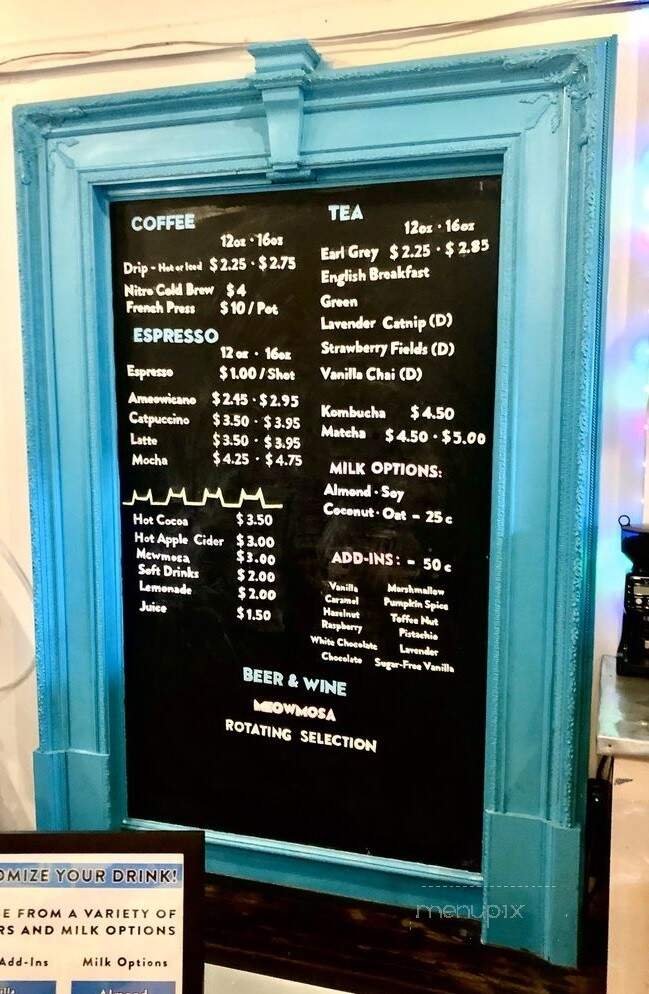 COFFEE
12oz · 16oz
Drip - Hot or Iced $2.25 · $2.75
Nitro Cold Brew $4
French Press $10/Pot
ESPRESSO
12 oz · 16oz
Espresso $1.00/Shot
Ameowicano $2.45 · $2.95
Catpuccino $3.50 · $3.95
Latte $3.50 · $3.95
Mocha $4.25 · $4.75
Hot Cocoa $3.50
Hot Apple Cider $3.00
Mewmosa $3.00
Soft Drinks $2.00
Lemonade $2.00
Juice $1.50
TEA
12oz · 16oz
Earl Grey $2.25 · $2.85
English Breakfast
Green
Lavender Catnip (D)
Strawberry Fields (D)
Vanilla Chai (D)
Kombucha $4.50
Matcha $4.50 · $5.00
MILK OPTIONS:
Almond · Soy
Coconut · Oat - 25c
ADD-INS: - 50c
Vanilla Marshmallow
Caramel Pumpkin Spice
Hazelnut Toffee Nut
Raspberry Pistachio
White Chocolate Lavender
Chocolate Sugar-Free Vanilla
BEER & WINE
MEOWMOSA
ROTATING SELECTION
OMIZE YOUR DRINK!
E FROM A VARIETY OF
RS AND MILK OPTIONS
Add-Ins Milk Options
Almond
menupix